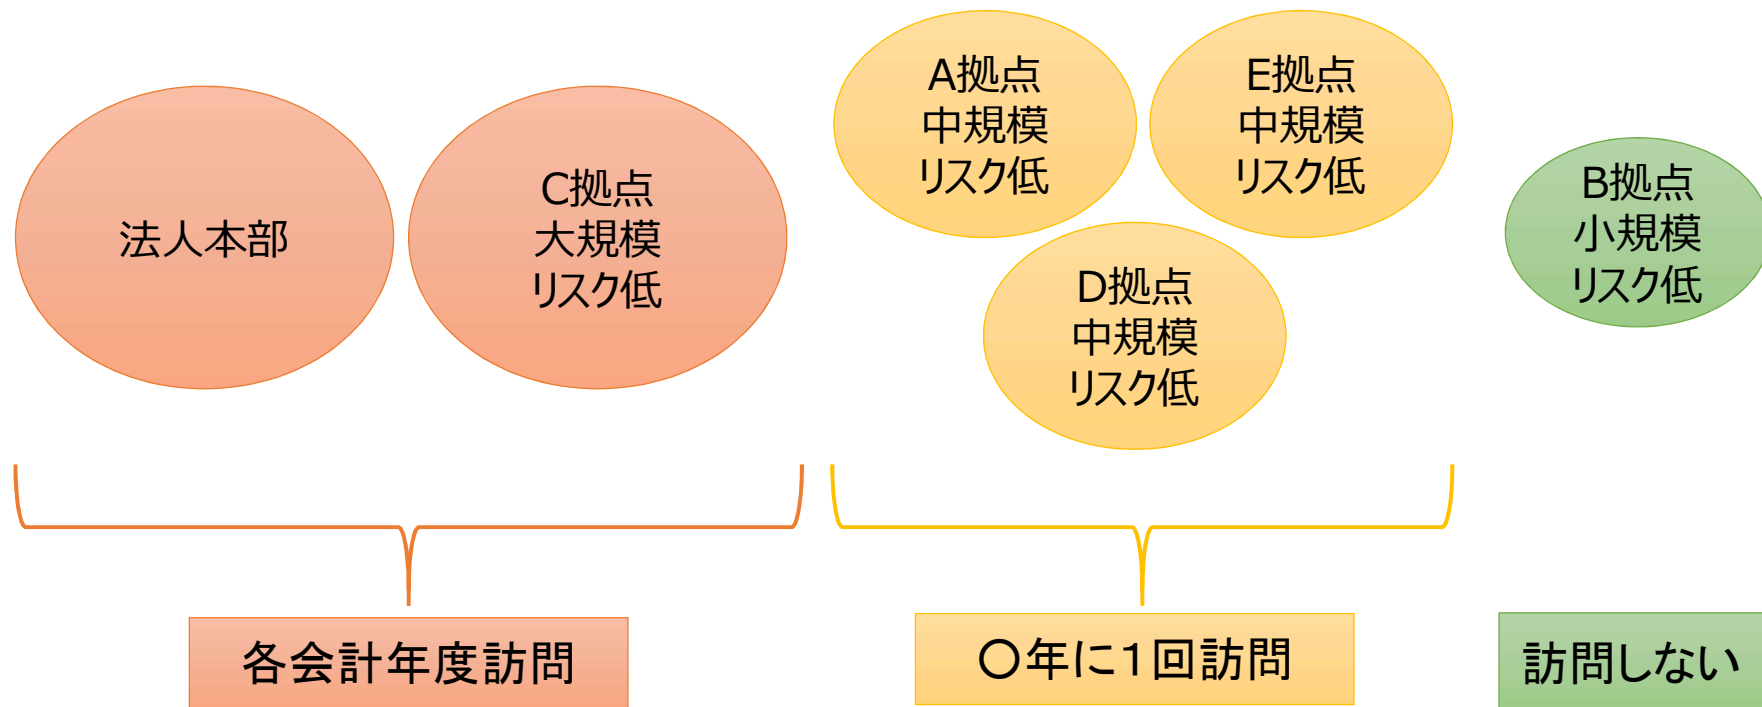 法人本部
C拠点
大規模
リスク低
A拠点
中規模
リスク低
E拠点
中規模
リスク低
D拠点
中規模
リスク低
B拠点
小規模
リスク低
各会計年度訪問
〇年に1回訪問
訪問しない